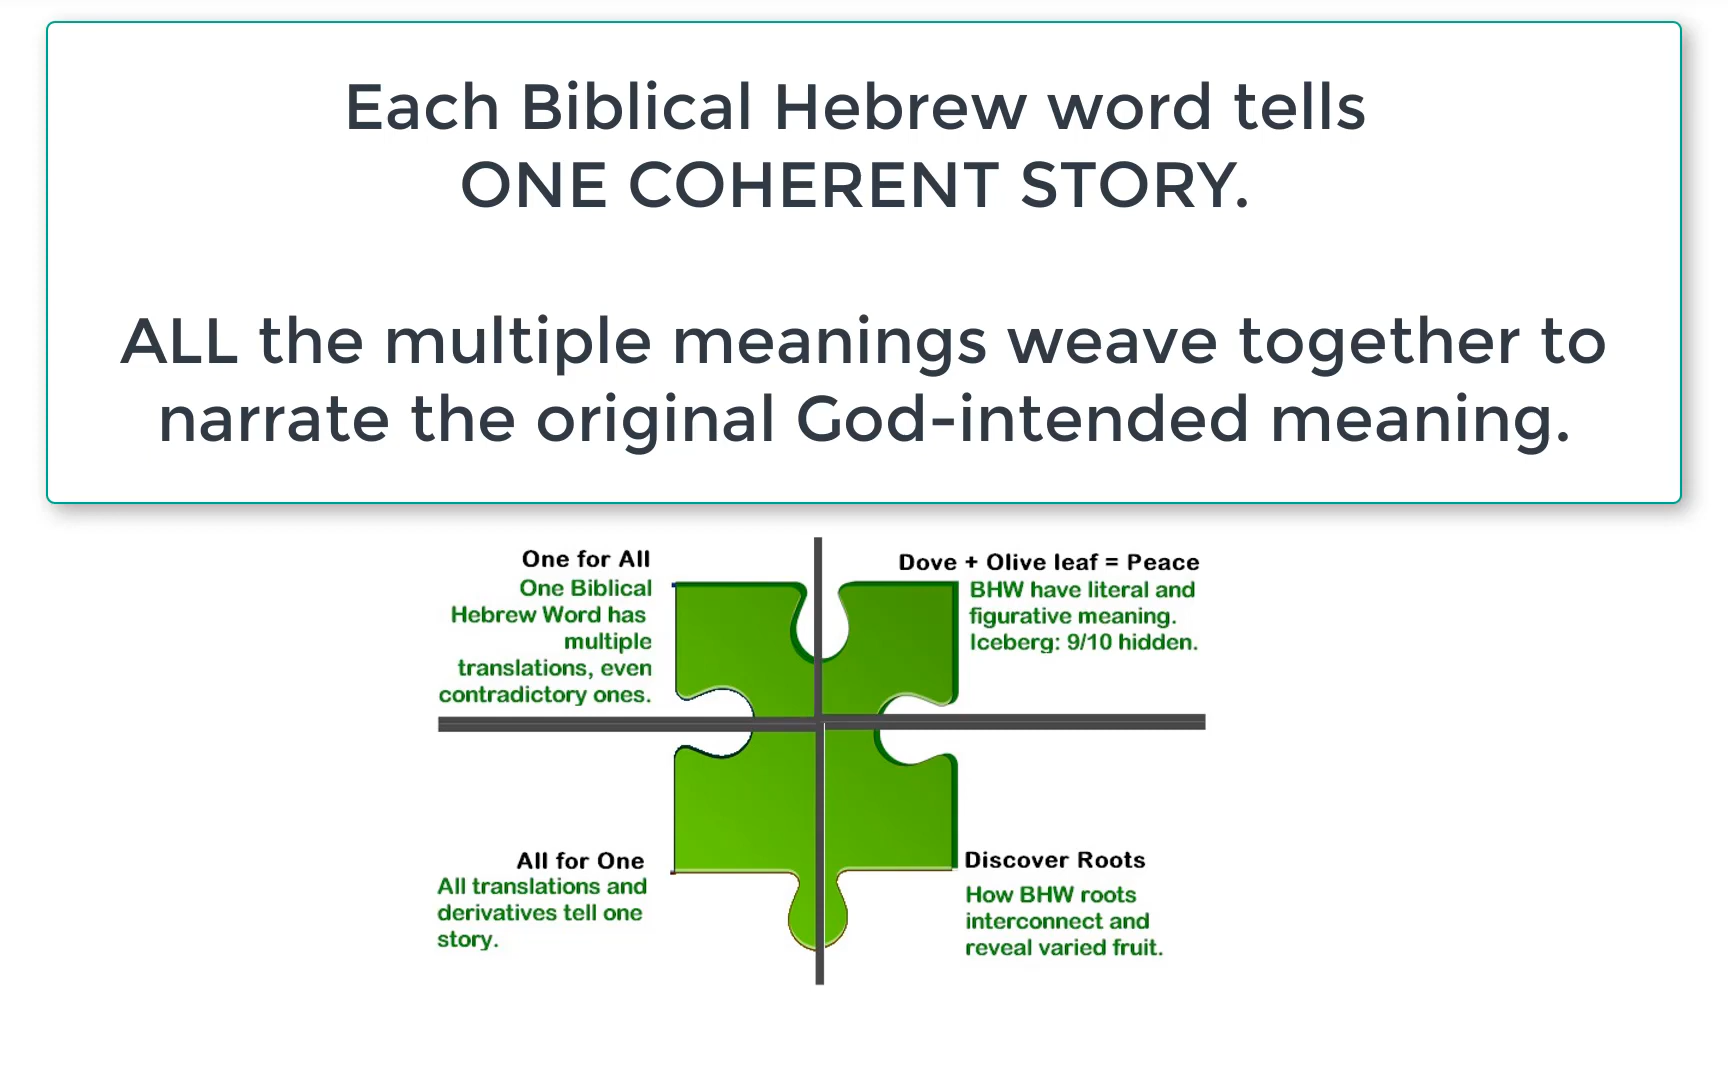 Each Biblical Hebrew word tells
ONE COHERENT STORY.
ALL the multiple meanings weave together to
narrate the original God-intended meaning.
One for All
One Biblical
Hebrew Word has
multiple
translations, even
contradictory ones.
Dove + Olive leaf = Peace
BHW have literal and
figurative meaning.
Iceberg: 9/10 hidden.
All for One
All translations and
derivatives tell one
story.
Discover Roots
How BHW roots
interconnect and
reveal varied fruit.